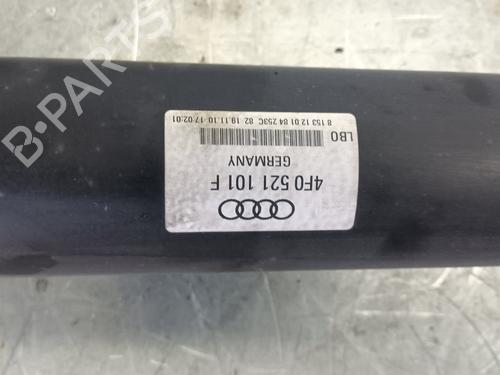 4F0 521 101 F
GERMANY
LBO
8 153 12 01 84 253C 82 19.11.10 17:02:01
B-PARTS